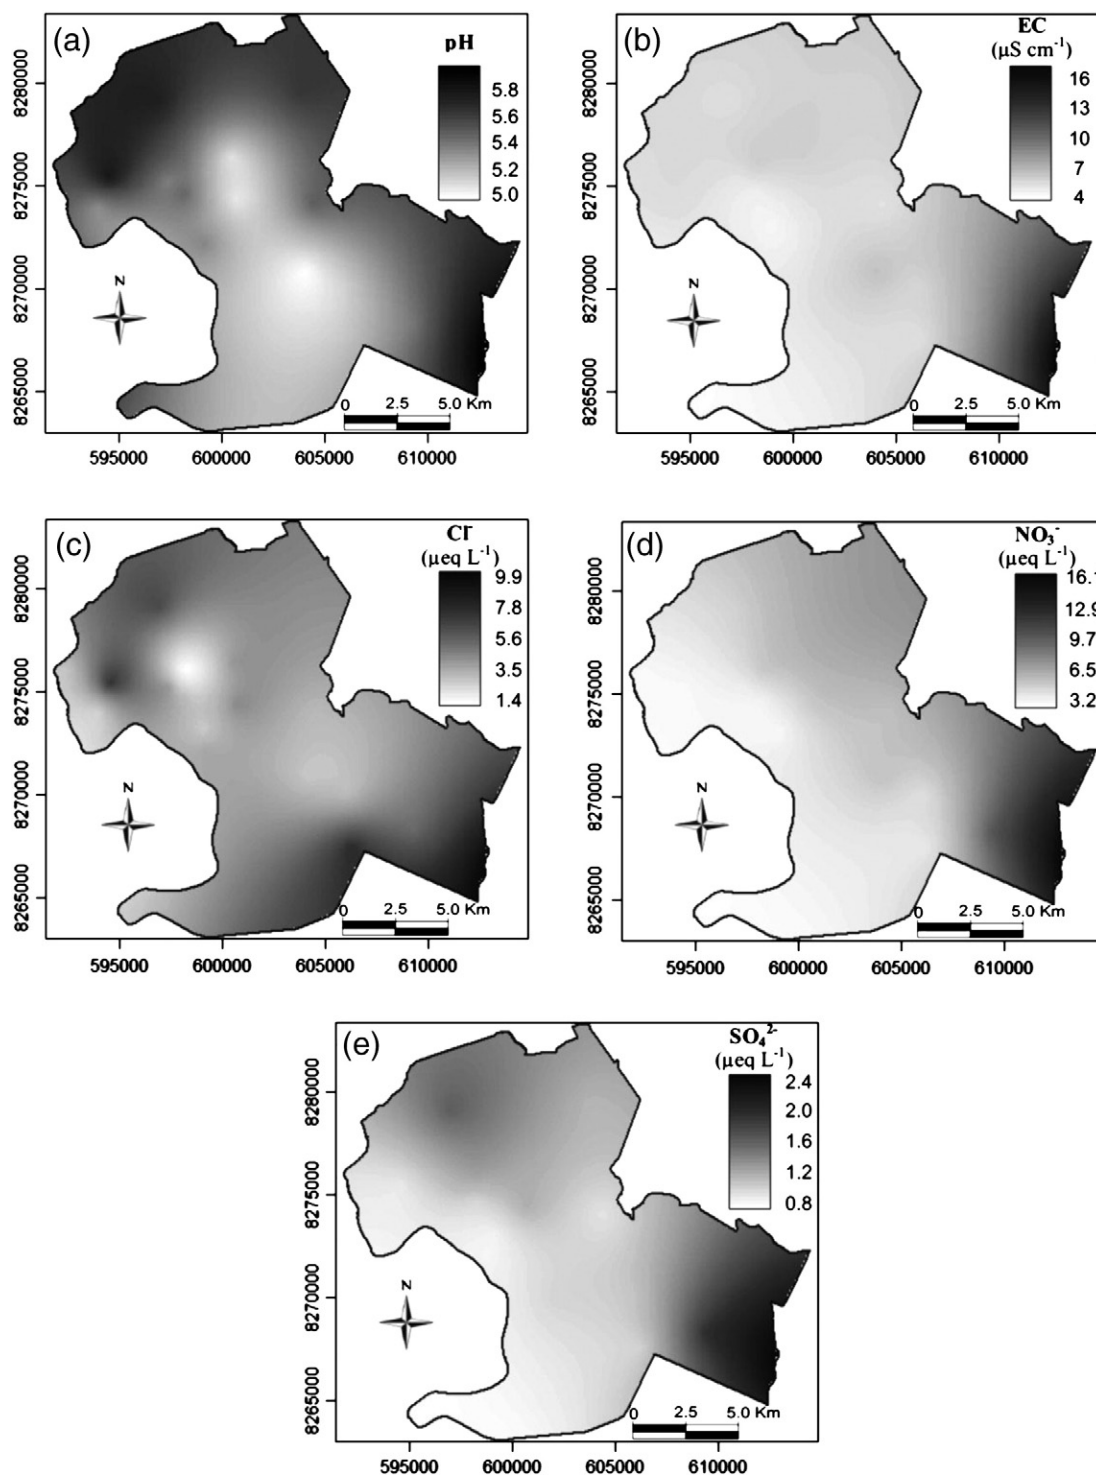 (a)
pH
5.8
5.6
5.4
5.2
5.0
8280000
8275000
8270000
8265000
N
0 2.5 5.0 Km
595000 600000 605000 610000
(b)
EC
(µS cm⁻¹)
16
13
10
7
4
8280000
8275000
8270000
8265000
N
0 2.5 5.0 Km
595000 600000 605000 610000
(c)
Cl⁻
(µeq L⁻¹)
9.9
7.8
5.6
3.5
1.4
8280000
8275000
8270000
8265000
N
0 2.5 5.0 Km
595000 600000 605000 610000
(d)
NO₃⁻
(µeq L⁻¹)
16.1
12.9
9.7
6.5
3.2
8280000
8275000
8270000
8265000
N
0 2.5 5.0 Km
595000 600000 605000 610000
(e)
SO₄²⁻
(µeq L⁻¹)
2.4
2.0
1.6
1.2
0.8
8280000
8275000
8270000
8265000
N
0 2.5 5.0 Km
595000 600000 605000 610000